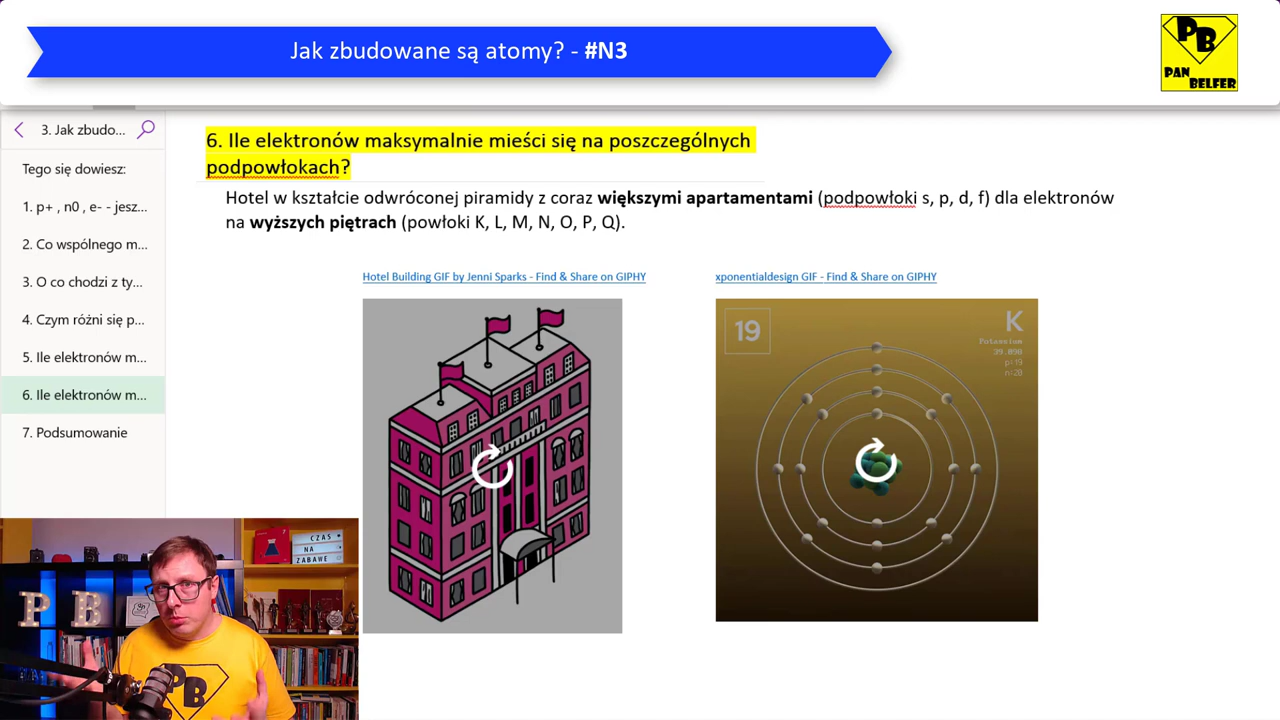 Jak zbudowane są atomy? - #N3
PB
PAN
BELFER
3. Jak zbudo...
Tego się dowiesz:
1. p+ , n0 , e- - jesz...
2. Co wspólnego m...
3. O co chodzi z ty...
4. Czym różni się p...
5. Ile elektronów m...
6. Ile elektronów m...
7. Podsumowanie
6. Ile elektronów maksymalnie mieści się na poszczególnych
podpowłokach?
Hotel w kształcie odwróconej piramidy z coraz większymi apartamentami (podpowłoki s, p, d, f) dla elektronów
na wyższych piętrach (powłoki K, L, M, N, O, P, Q).
Hotel Building GIF by Jenni Sparks - Find & Share on GIPHY
xponentialdesign GIF - Find & Share on GIPHY
19
K
Potassium
39.098
p:19
n:20
CZAS
NA
ZABAWE
P B
PB